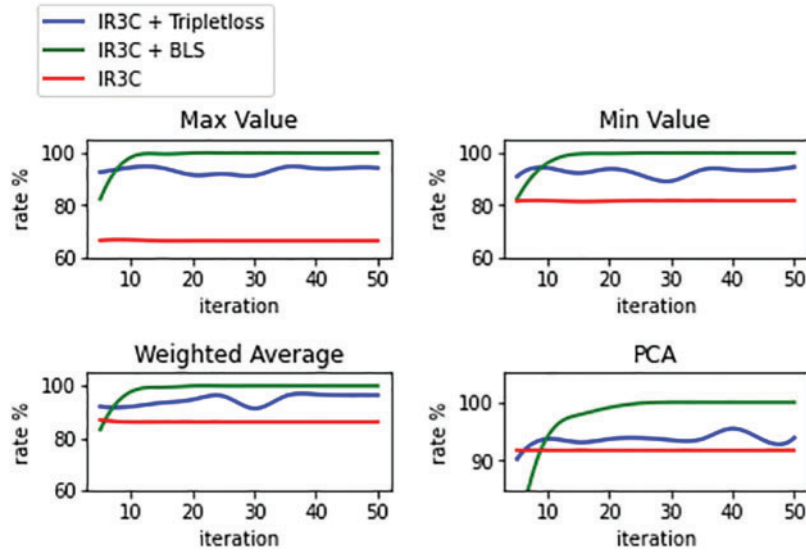 IR3C + Tripletloss
IR3C + BLS
IR3C
Max Value
rate %
100
80
60
10 20 30 40 50
iteration
Min Value
rate %
100
80
60
10 20 30 40 50
iteration
Weighted Average
rate %
100
80
60
10 20 30 40 50
iteration
PCA
rate %
100
90
10 20 30 40 50
iteration